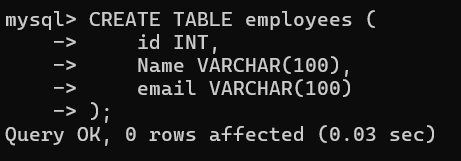 mysql> CREATE TABLE employees (
    ->     id INT,
    ->     Name VARCHAR(100),
    ->     email VARCHAR(100)
    -> );
Query OK, 0 rows affected (0.03 sec)